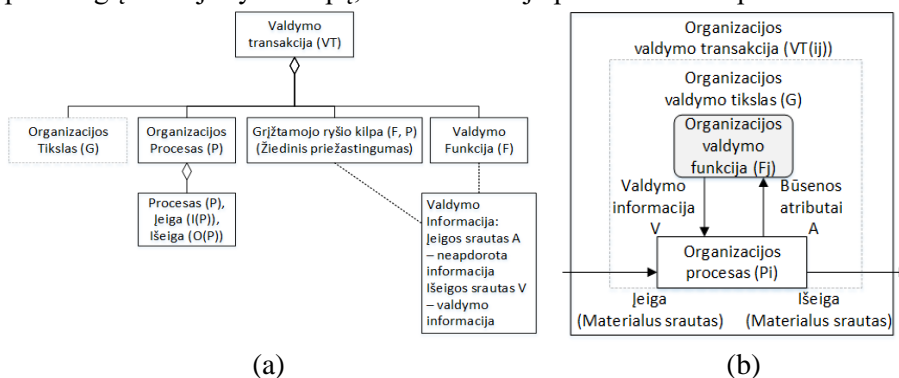 Valdymo
transakcija (VT)
Organizacijos
Tikslas (G)
Organizacijos
Procesas (P)
Grįžtamojo ryšio kilpa (F, P)
(Žiedinis priežastingumas)
Valdymo
Funkcija (F)
Procesas (P),
Įeiga (I(P)),
Išeiga (O(P))
Valdymo
Informacija:
Įeigos srautas A
– neapdorota
informacija
Išeigos srautas V
– valdymo
informacija
(a)
Organizacijos
valdymo transakcija (VT(ij))
Organizacijos
valdymo tikslas (G)
Organizacijos
valdymo
funkcija (Fj)
Valdymo
informacija
V
Būsenos
atributai
A
Organizacijos
procesas (Pi)
Įeiga
(Materialus srautas)
Išeiga
(Materialus srautas)
(b)